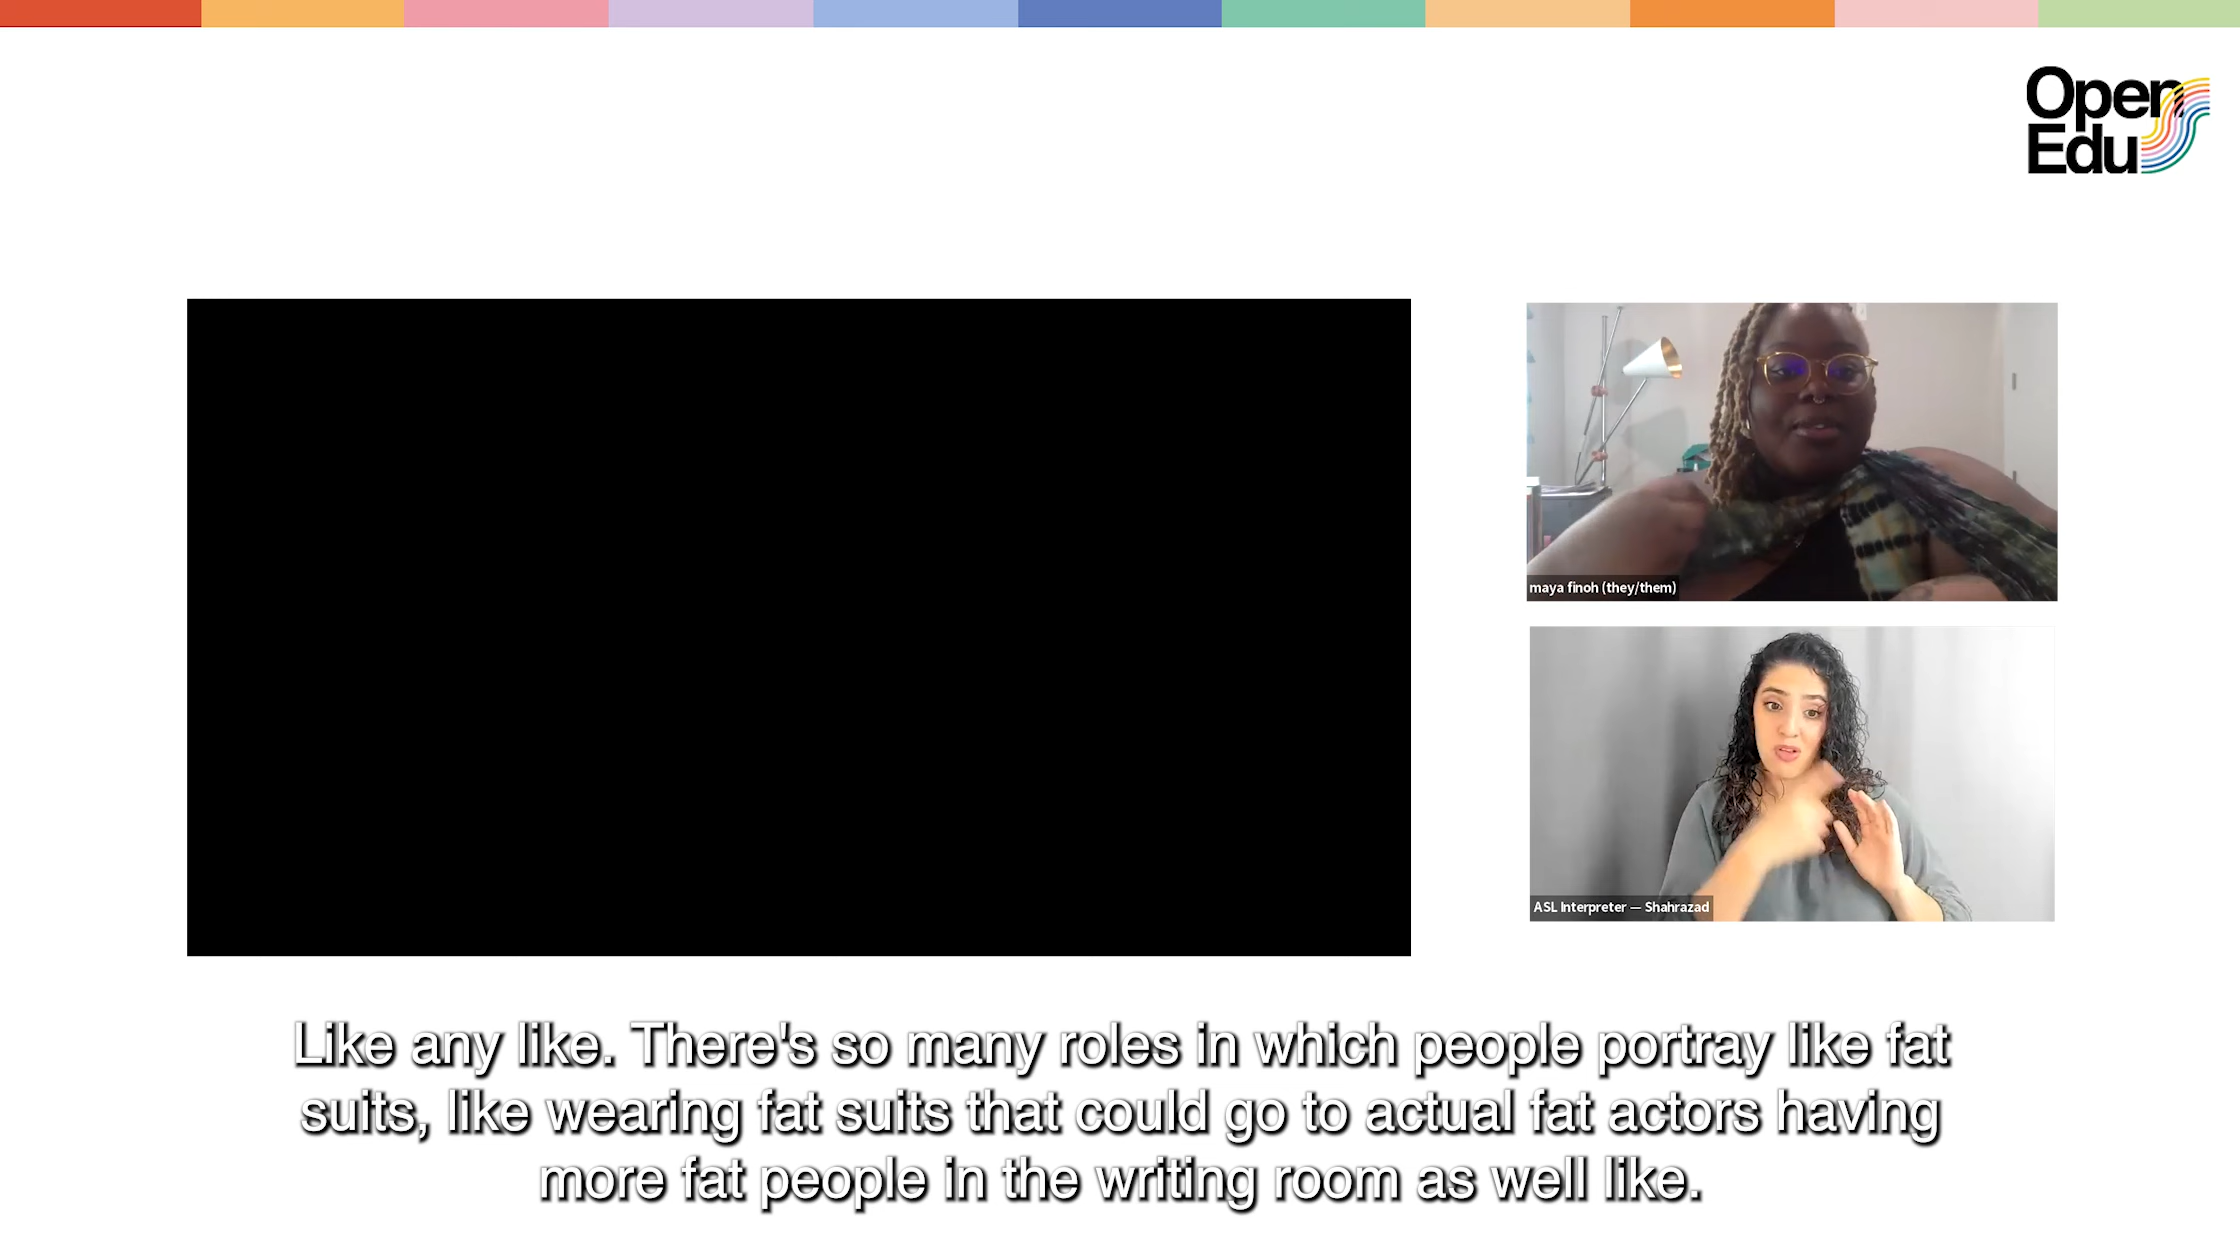 Open
Edu
maya finoh (they/them)
ASL Interpreter — Shahrazad
Like any like. There's so many roles in which people portray like fat
suits, like wearing fat suits that could go to actual fat actors having
more fat people in the writing room as well like.